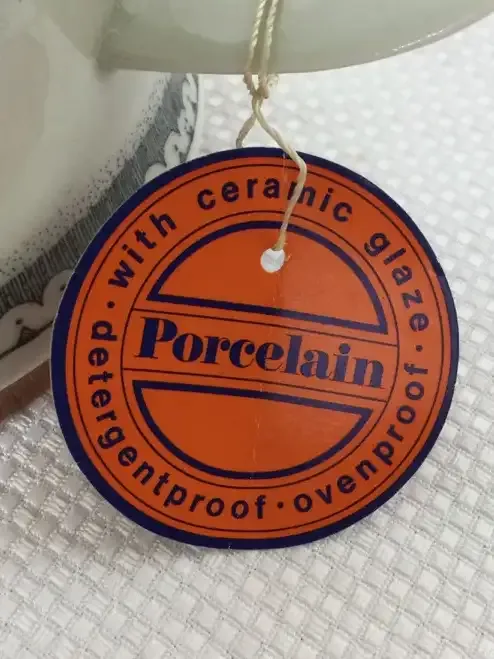 with ceramic glaze · ovenproof · detergentproof ·
Porcelain